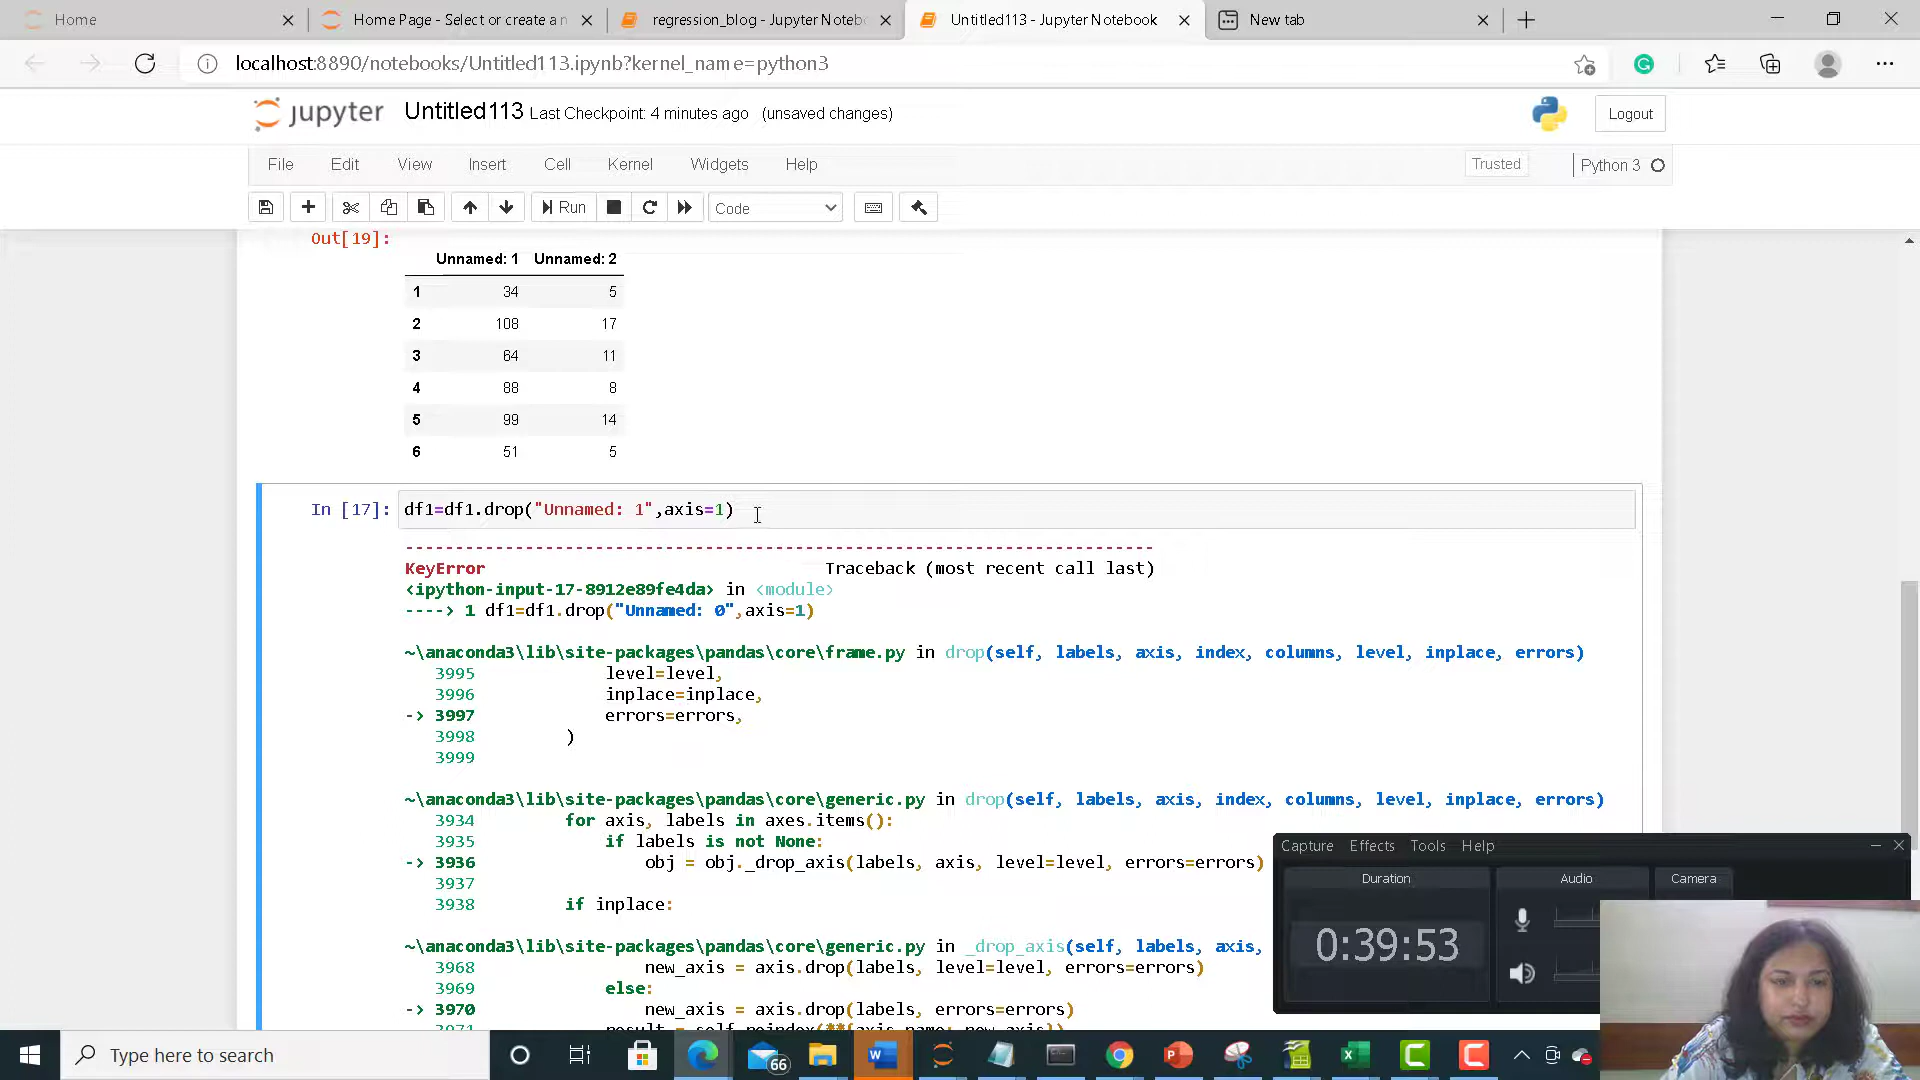 Home
Home Page - Select or create a n
regression_blog - Jupyter Notebo
Untitled113 - Jupyter Notebook
New tab
localhost:8890/notebooks/Untitled113.ipynb?kernel_name=python3
jupyter Untitled113 Last Checkpoint: 4 minutes ago (unsaved changes)
Logout
File Edit View Insert Cell Kernel Widgets Help
Trusted
Python 3
Run
Code
Out[19]:
Unnamed: 1 Unnamed: 2
1 34 5
2 108 17
3 64 11
4 88 8
5 99 14
6 51 5
In [17]: df1=df1.drop("Unnamed: 1",axis=1)
---------------------------------------------------------------------------
KeyError Traceback (most recent call last)
<ipython-input-17-8912e89fe4da> in <module>
----> 1 df1=df1.drop("Unnamed: 0",axis=1)
~\anaconda3\lib\site-packages\pandas\core\frame.py in drop(self, labels, axis, index, columns, level, inplace, errors)
3995 level=level,
3996 inplace=inplace,
-> 3997 errors=errors,
3998 )
3999
~\anaconda3\lib\site-packages\pandas\core\generic.py in drop(self, labels, axis, index, columns, level, inplace, errors)
3934 for axis, labels in axes.items():
3935 if labels is not None:
-> 3936 obj = obj._drop_axis(labels, axis, level=level, errors=errors)
3937
3938 if inplace:
~\anaconda3\lib\site-packages\pandas\core\generic.py in _drop_axis(self, labels, axis,
3968 new_axis = axis.drop(labels, level=level, errors=errors)
3969 else:
-> 3970 new_axis = axis.drop(labels, errors=errors)
3971 result = self.reindex(**{axis_name: new_axis})
Capture Effects Tools Help
Duration
Audio
Camera
0:39:53
Type here to search
66